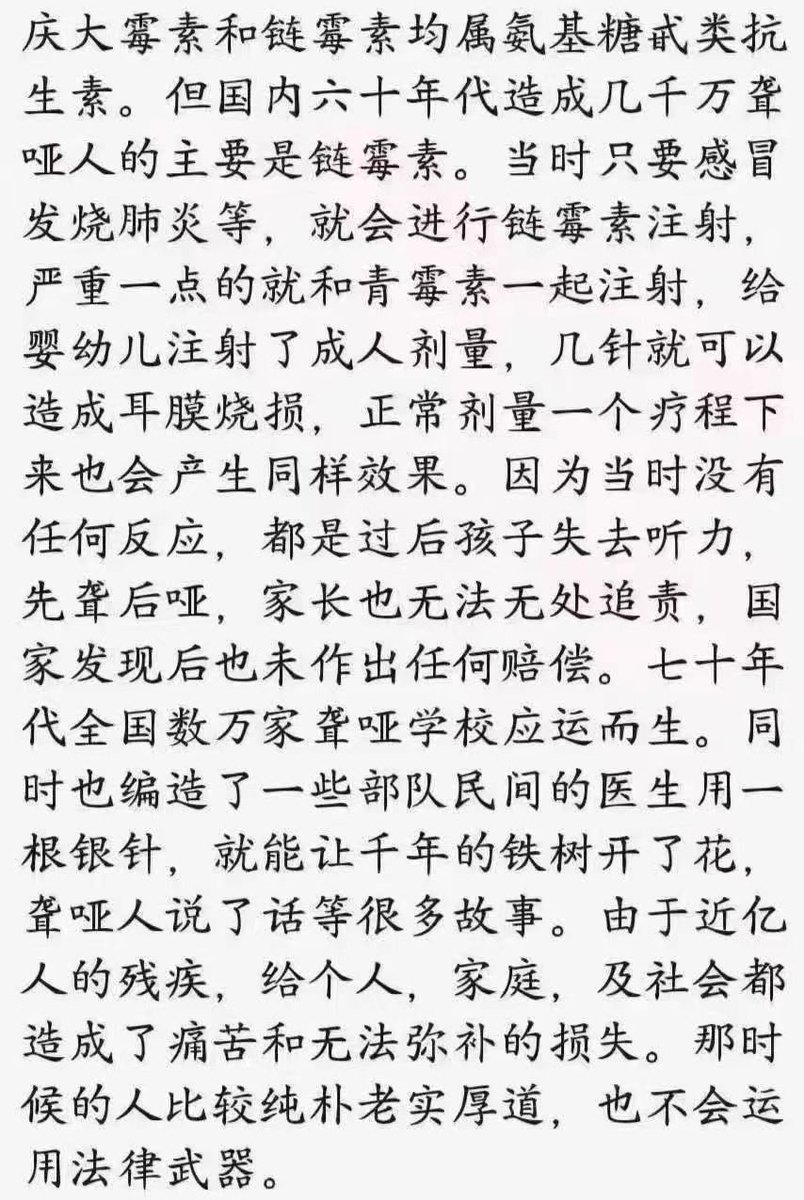 庆大霉素和链霉素均属氨基糖甙类抗
生素。但国内六十年代造成几千万聋
哑人的主要是链霉素。当时只要感冒
发烧肺炎等，就会进行链霉素注射，
严重一点的就和青霉素一起注射，给
婴幼儿注射了成人剂量，几针就可以
造成耳膜烧损，正常剂量一个疗程下
来也会产生同样效果。因为当时没有
任何反应，都是过后孩子失去听力，
先聋后哑，家长也无法无处追责，国
家发现后也未作出任何赔偿。七十年
代全国数万家聋哑学校应运而生。同
时也编造了一些部队民间的医生用一
根银针，就能让千年的铁树开了花，
聋哑人说了话等很多故事。由于近亿
人的残疾，给个人，家庭，及社会都
造成了痛苦和无法弥补的损失。那时
候的人比较纯朴老实厚道，也不会运
用法律武器。